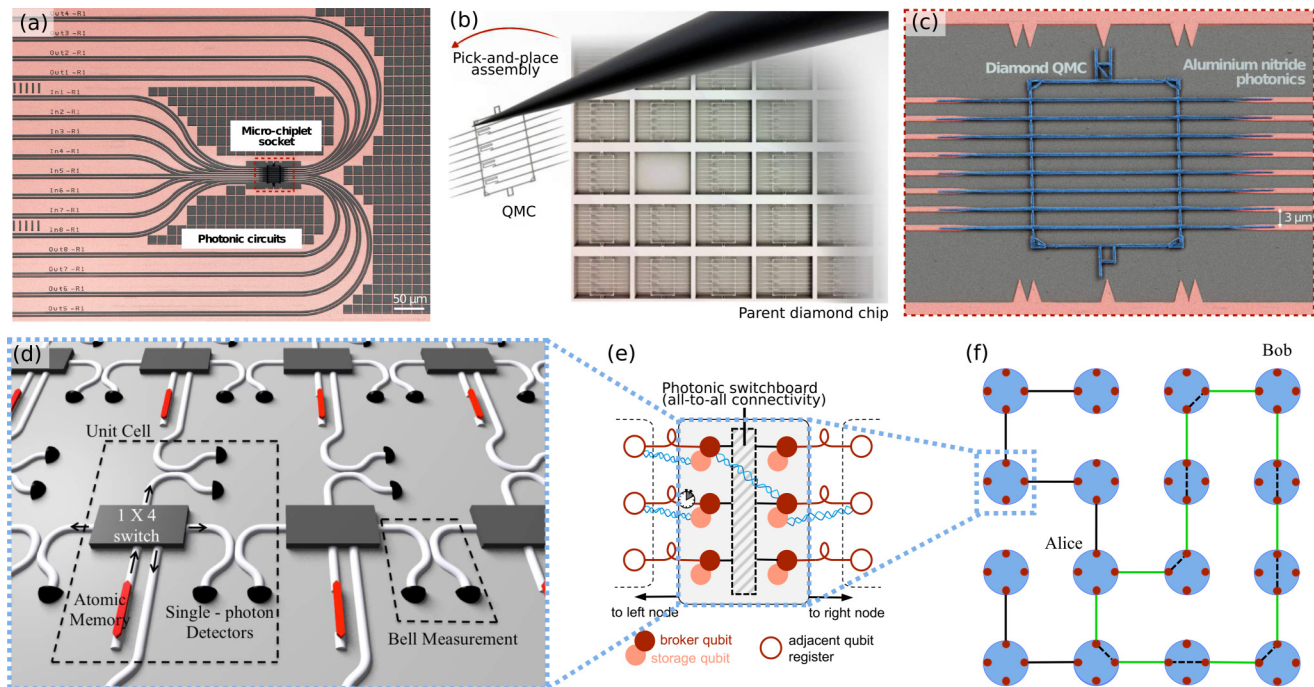 (a)
Out4-R1
Out3-R1
Out2-R1
Out1-R1
In1-R1
In2-R1
In3-R1
In4-R1
In5-R1
In6-R1
In7-R1
In8-R1
Out8-R1
Out7-R1
Out6-R1
Out5-R1
Micro-chiplet
socket
Photonic circuits
50 μm
(b)
Pick-and-place
assembly
QMC
Parent diamond chip
(c)
Diamond QMC
Aluminium nitride
photonics
3 μm
(d)
Unit Cell
1 X 4
switch
Atomic
Memory
Single - photon
Detectors
Bell Measurement
(e)
Photonic switchboard
(all-to-all connectivity)
to left node
to right node
broker qubit
storage qubit
adjacent qubit
register
(f)
Bob
Alice